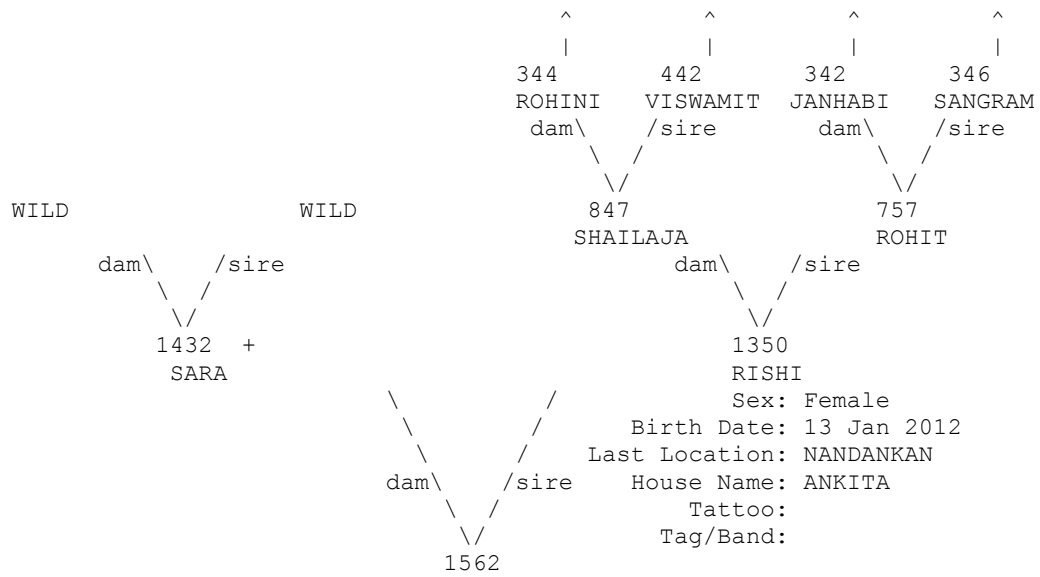 ^ ^ ^ ^
| | | |
344 442 342 346
ROHINI VISWAMIT JANHABI SANGRAM
dam\ /sire dam\ /sire
\ / \ /
\/ \/
WILD WILD 847 757
SHAILAJA ROHIT
dam\ /sire dam\ /sire
\ / \ /
\/ \/
1432 + 1350
SARA RISHI
\ / Sex: Female
\ / Birth Date: 13 Jan 2012
\ / Last Location: NANDANKAN
dam\ /sire House Name: ANKITA
\ / Tattoo:
\/ Tag/Band:
1562